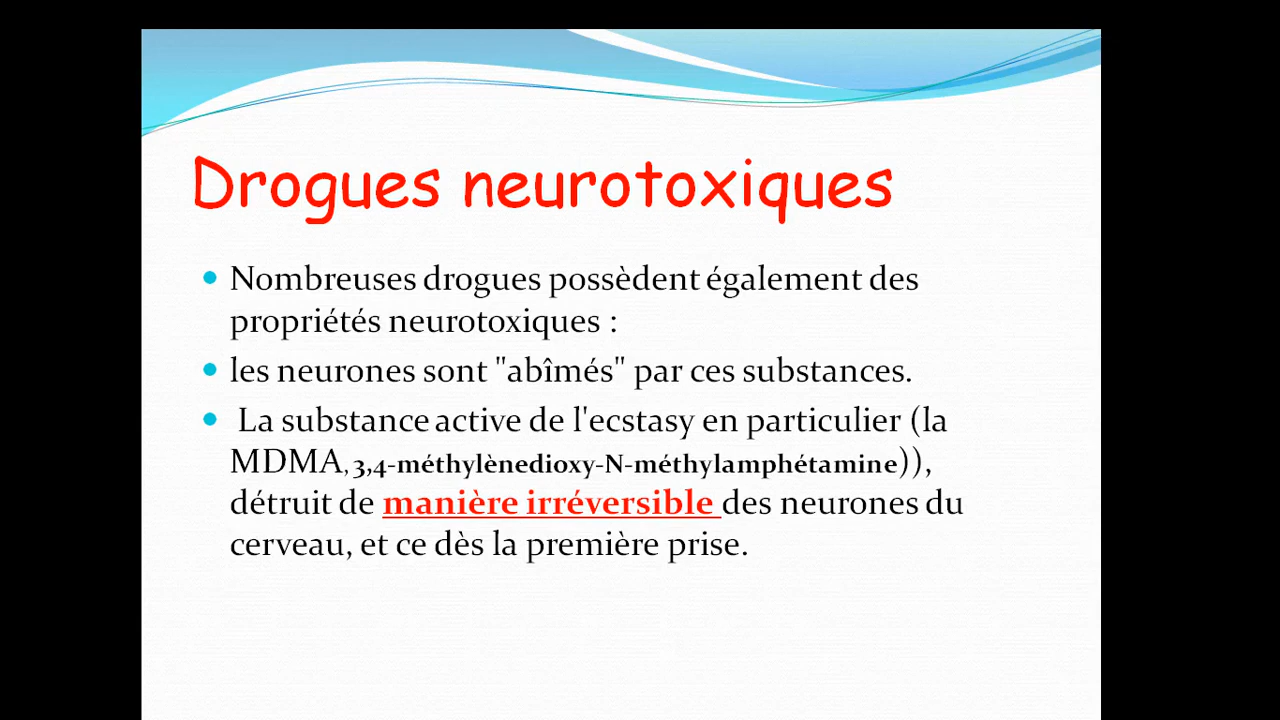 Drogues neurotoxiques
Nombreuses drogues possèdent également des
propriétés neurotoxiques :
les neurones sont "abîmés" par ces substances.
La substance active de l'ecstasy en particulier (la
MDMA, 3,4-méthylènedioxy-N-méthylamphétamine)),
détruit de manière irréversible des neurones du
cerveau, et ce dès la première prise.